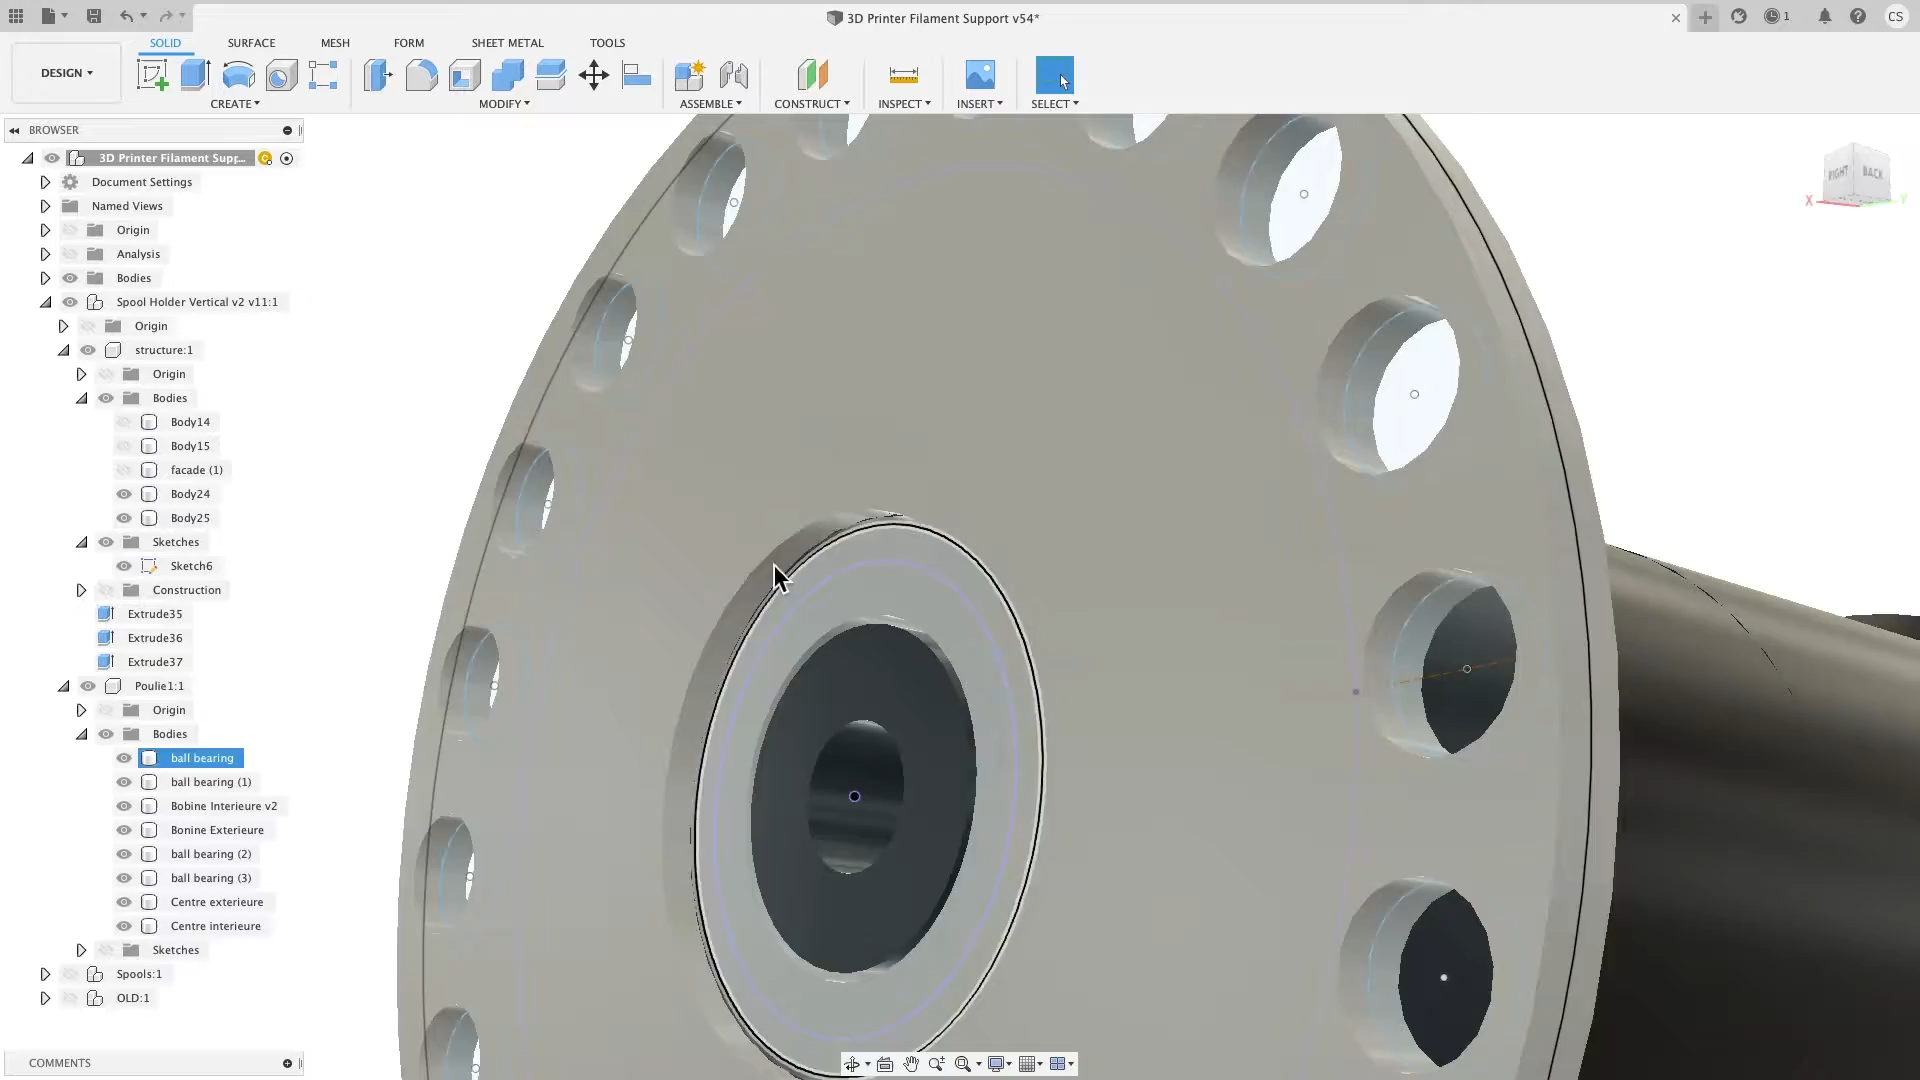 3D Printer Filament Support v54*
1
CS
DESIGN
SOLID
SURFACE
MESH
FORM
SHEET METAL
TOOLS
CREATE
MODIFY
ASSEMBLE
CONSTRUCT
INSPECT
INSERT
SELECT
BROWSER
3D Printer Filament Supp...
Document Settings
Named Views
Origin
Analysis
Bodies
Spool Holder Vertical v2 v11:1
Origin
structure:1
Origin
Bodies
Body14
Body15
facade (1)
Body24
Body25
Sketches
Sketch6
Construction
Extrude35
Extrude36
Extrude37
Poulie1:1
Origin
Bodies
ball bearing
ball bearing (1)
Bobine Interieure v2
Bonine Exterieure
ball bearing (2)
ball bearing (3)
Centre exterieure
Centre interieure
Sketches
Spools:1
OLD:1
COMMENTS
RIGHT
BACK
X
Y